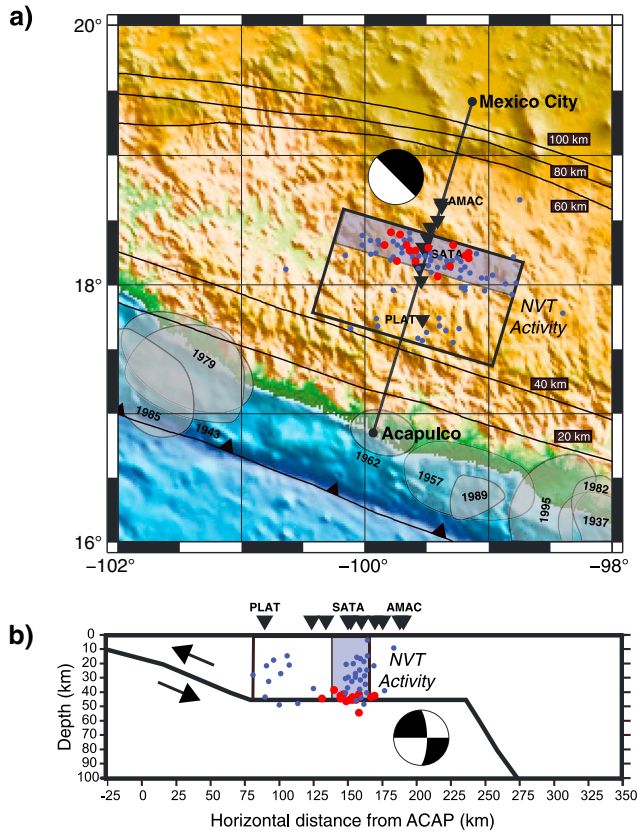 a)
20°
Mexico City
100 km
80 km
60 km
AMAC
SATA
18°
NVT
Activity
PLAT
40 km
1979
1985
1943
Acapulco
20 km
1962
1957
1989
1995
1982
1937
16°
−102
−100
−98
b)
PLAT
SATA
AMAC
0
10
20
30
40
50
60
70
80
90
100
Depth (km)
NVT
Activity
-25
0
25
50
75
100
125
150
175
200
225
250
275
300
350
Horizontal distance from ACAP (km)